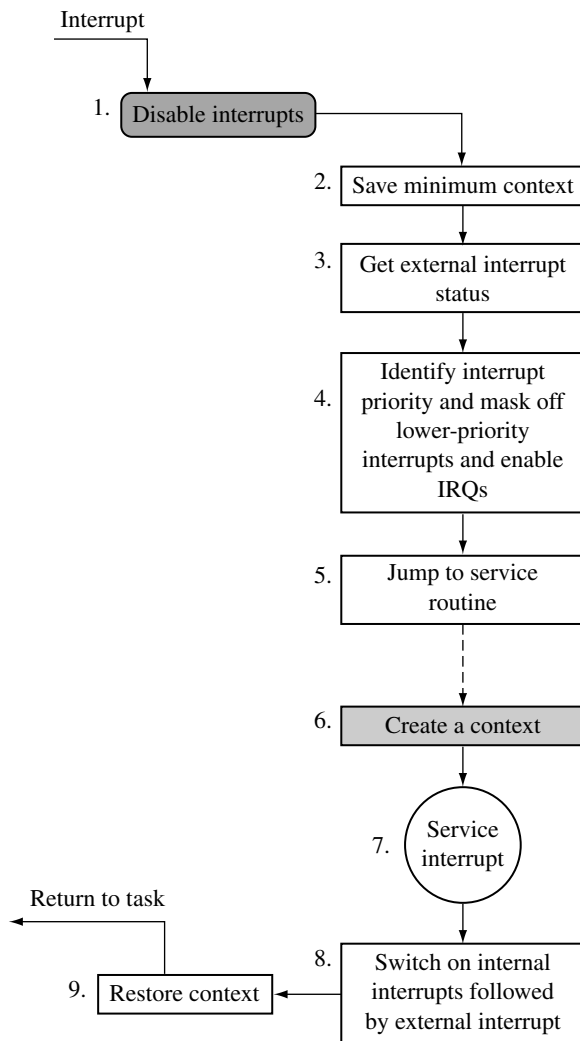 Interrupt
1. Disable interrupts
2. Save minimum context
3. Get external interrupt
status
4. Identify interrupt
priority and mask off
lower-priority
interrupts and enable
IRQs
5. Jump to service
routine
6. Create a context
7. Service
interrupt
8. Switch on internal
interrupts followed
by external interrupt
9. Restore context
Return to task